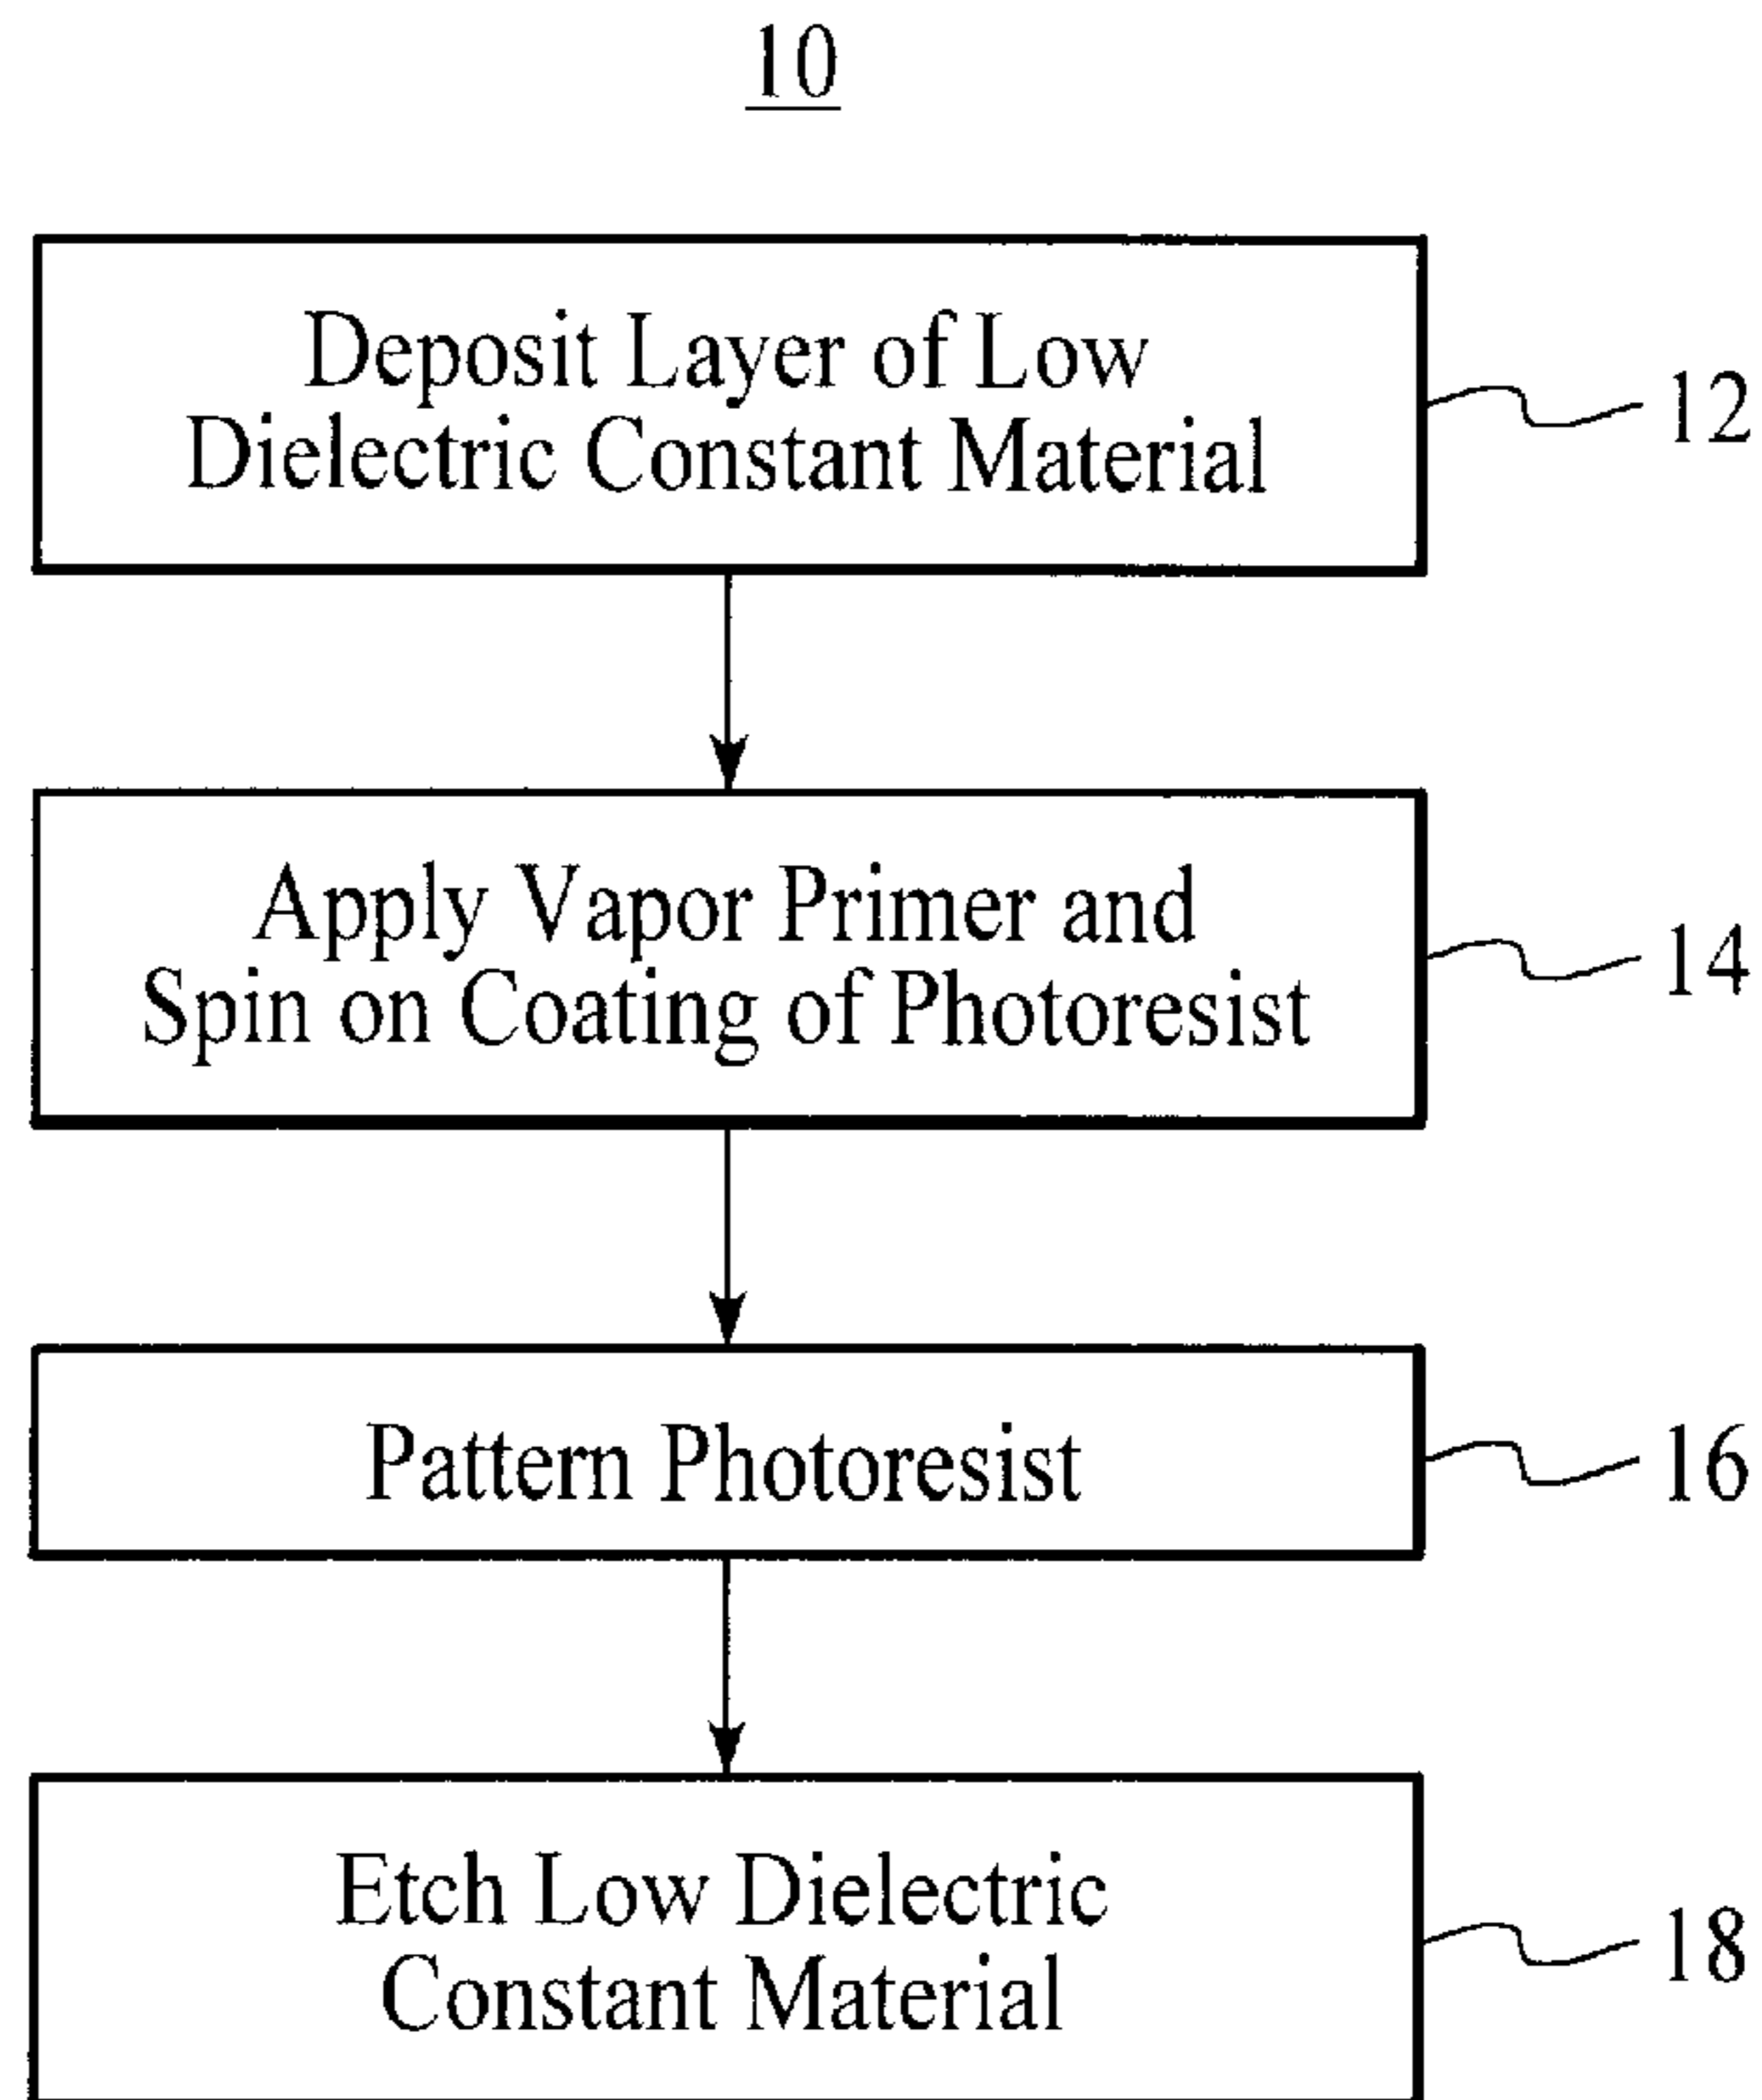 10
Deposit Layer of Low
Dielectric Constant Material
12
Apply Vapor Primer and
Spin on Coating of Photoresist
14
Pattern Photoresist
16
Etch Low Dielectric
Constant Material
18